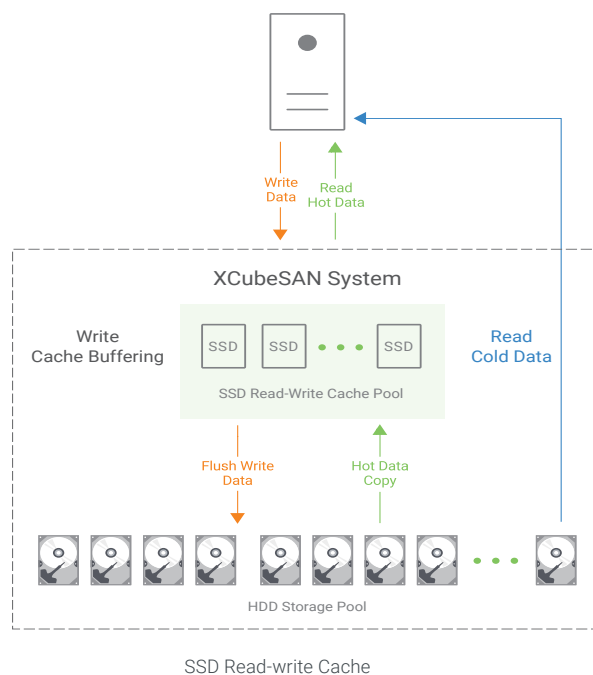 Write
Data
Read
Hot Data
XCubeSAN System
Write
Cache Buffering
SSD
SSD
SSD
SSD Read-Write Cache Pool
Read
Cold Data
Flush Write
Data
Hot Data
Copy
HDD Storage Pool
SSD Read-write Cache